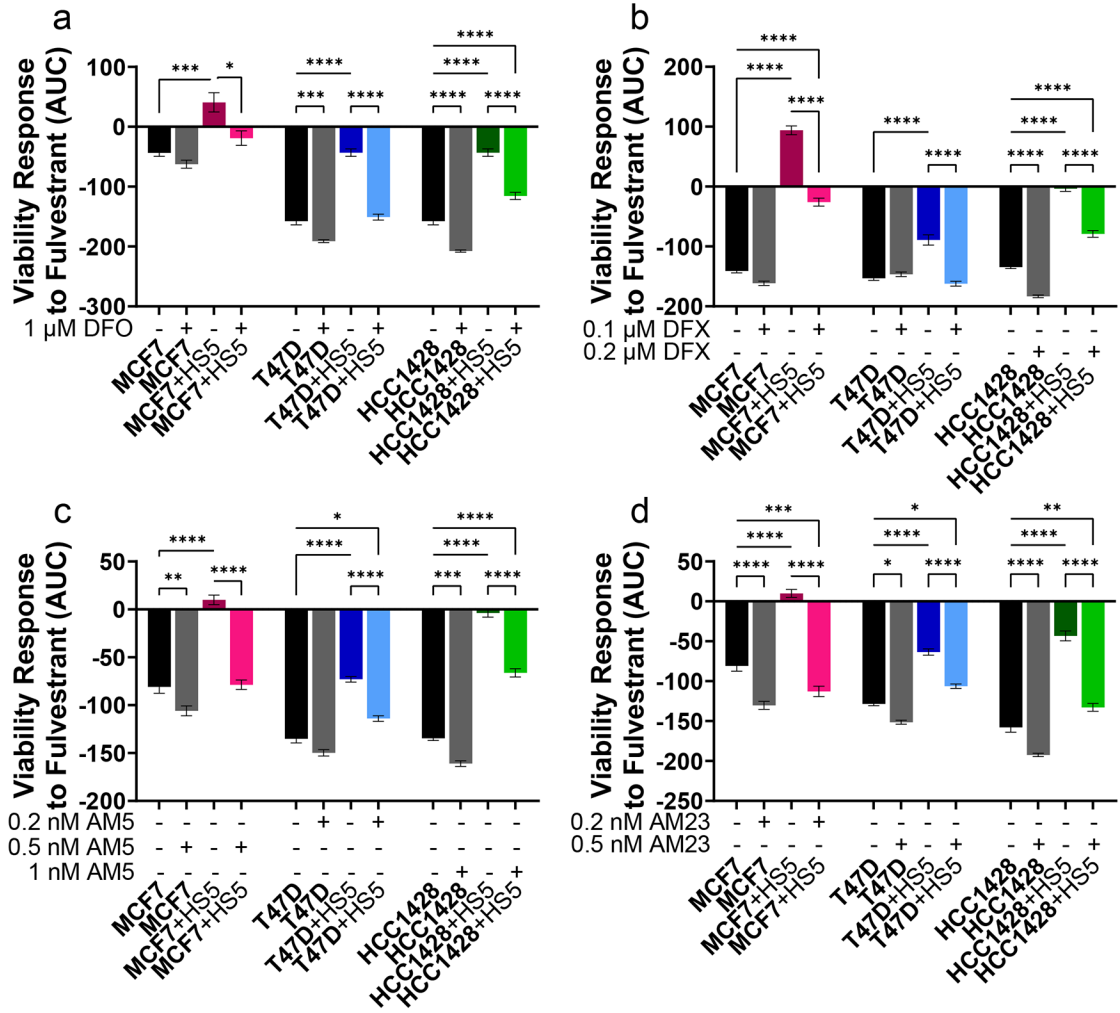 a
Viability Response
to Fulvestrant (AUC)
100
0
-100
-200
-300
*** * **** *** **** **** **** **** ****
1 µM DFO - + - + - + - + - + - +
MCF7 MCF7 MCF7+HS5 MCF7+HS5 T47D T47D T47D+HS5 T47D+HS5 HCC1428 HCC1428 HCC1428+HS5 HCC1428+HS5
b
Viability Response
to Fulvestrant (AUC)
200
100
0
-100
-200
**** **** **** **** **** **** **** **** ****
0.1 µM DFX - + - + - + - + - - - -
0.2 µM DFX - - - - - - - - - + - +
MCF7 MCF7 MCF7+HS5 MCF7+HS5 T47D T47D T47D+HS5 T47D+HS5 HCC1428 HCC1428 HCC1428+HS5 HCC1428+HS5
c
Viability Response
to Fulvestrant (AUC)
50
0
-50
-100
-150
-200
**** ** **** * **** **** **** **** *** ****
0.2 nM AM5 - - - - - + - + - - - -
0.5 nM AM5 - + - + - - - - - - - -
1 nM AM5 - - - - - - - - - + - +
MCF7 MCF7 MCF7+HS5 MCF7+HS5 T47D T47D T47D+HS5 T47D+HS5 HCC1428 HCC1428 HCC1428+HS5 HCC1428+HS5
d
Viability Response
to Fulvestrant (AUC)
50
0
-50
-100
-150
-200
-250
*** **** **** **** * **** * **** ** **** **** ****
0.2 nM AM23 - + - + - - - - - - - -
0.5 nM AM23 - - - - - + - + - + - +
MCF7 MCF7 MCF7+HS5 MCF7+HS5 T47D T47D T47D+HS5 T47D+HS5 HCC1428 HCC1428 HCC1428+HS5 HCC1428+HS5